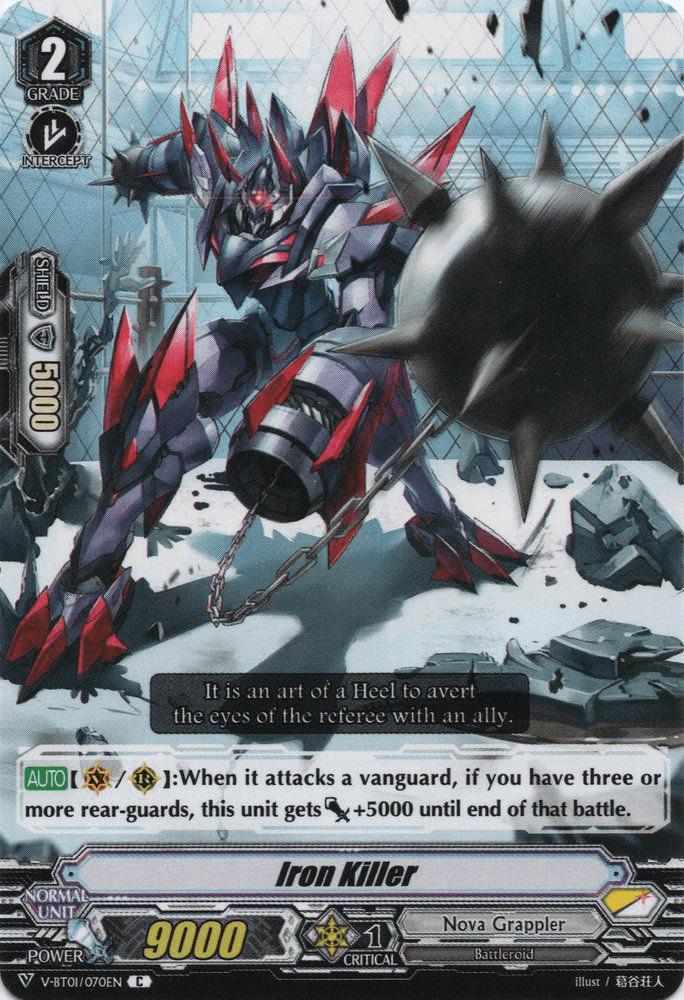 2
GRADE
INTERCEPT
SHIELD
5000
It is an art of a Heel to avert
the eyes of the referee with an ally.
AUTO【 V / R 】:When it attacks a vanguard, if you have three or
more rear-guards, this unit gets +5000 until end of that battle.
Iron Killer
NORMAL
UNIT
POWER
9000
1
CRITICAL
Nova Grappler
Battleroid
V-BT01/070EN C
illust / 葛谷荘人